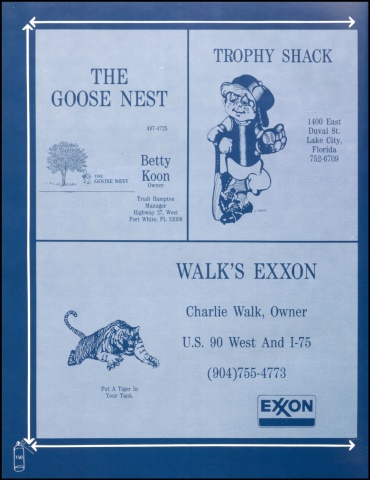 THE
GOOSE NEST
497-4725
THE
GOOSE NEST
Betty
Koon
Owner
Trudi Hampton
Manager
Highway 27, West
Fort White, FL 32038
TROPHY SHACK
1400 East
Duval St.
Lake City,
Florida
752-6709
WALK'S EXXON
Charlie Walk, Owner
U.S. 90 West And I-75
(904)755-4773
Put A Tiger In
Your Tank.
EXXON